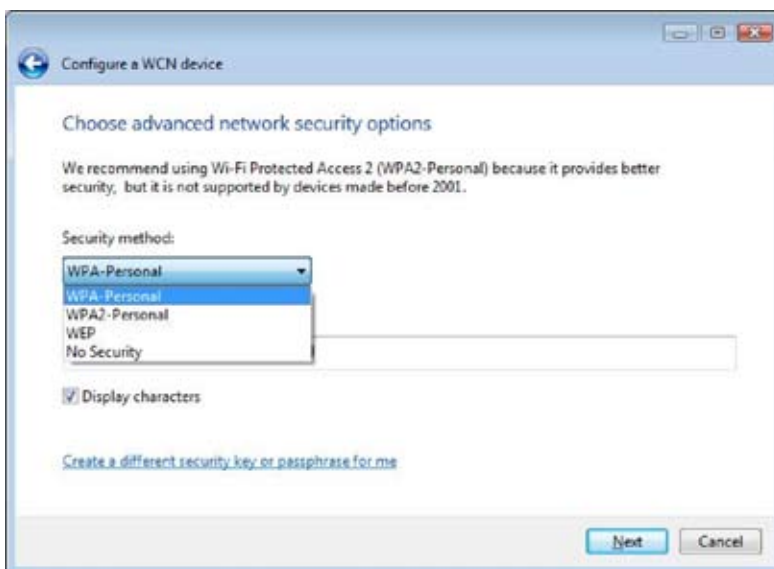 Configure a WCN device
Choose advanced network security options
We recommend using Wi-Fi Protected Access 2 (WPA2-Personal) because it provides better
security, but it is not supported by devices made before 2001.
Security method:
WPA-Personal
WPA-Personal
WPA2-Personal
WEP
No Security
Display characters
Create a different security key or passphrase for me
Next
Cancel